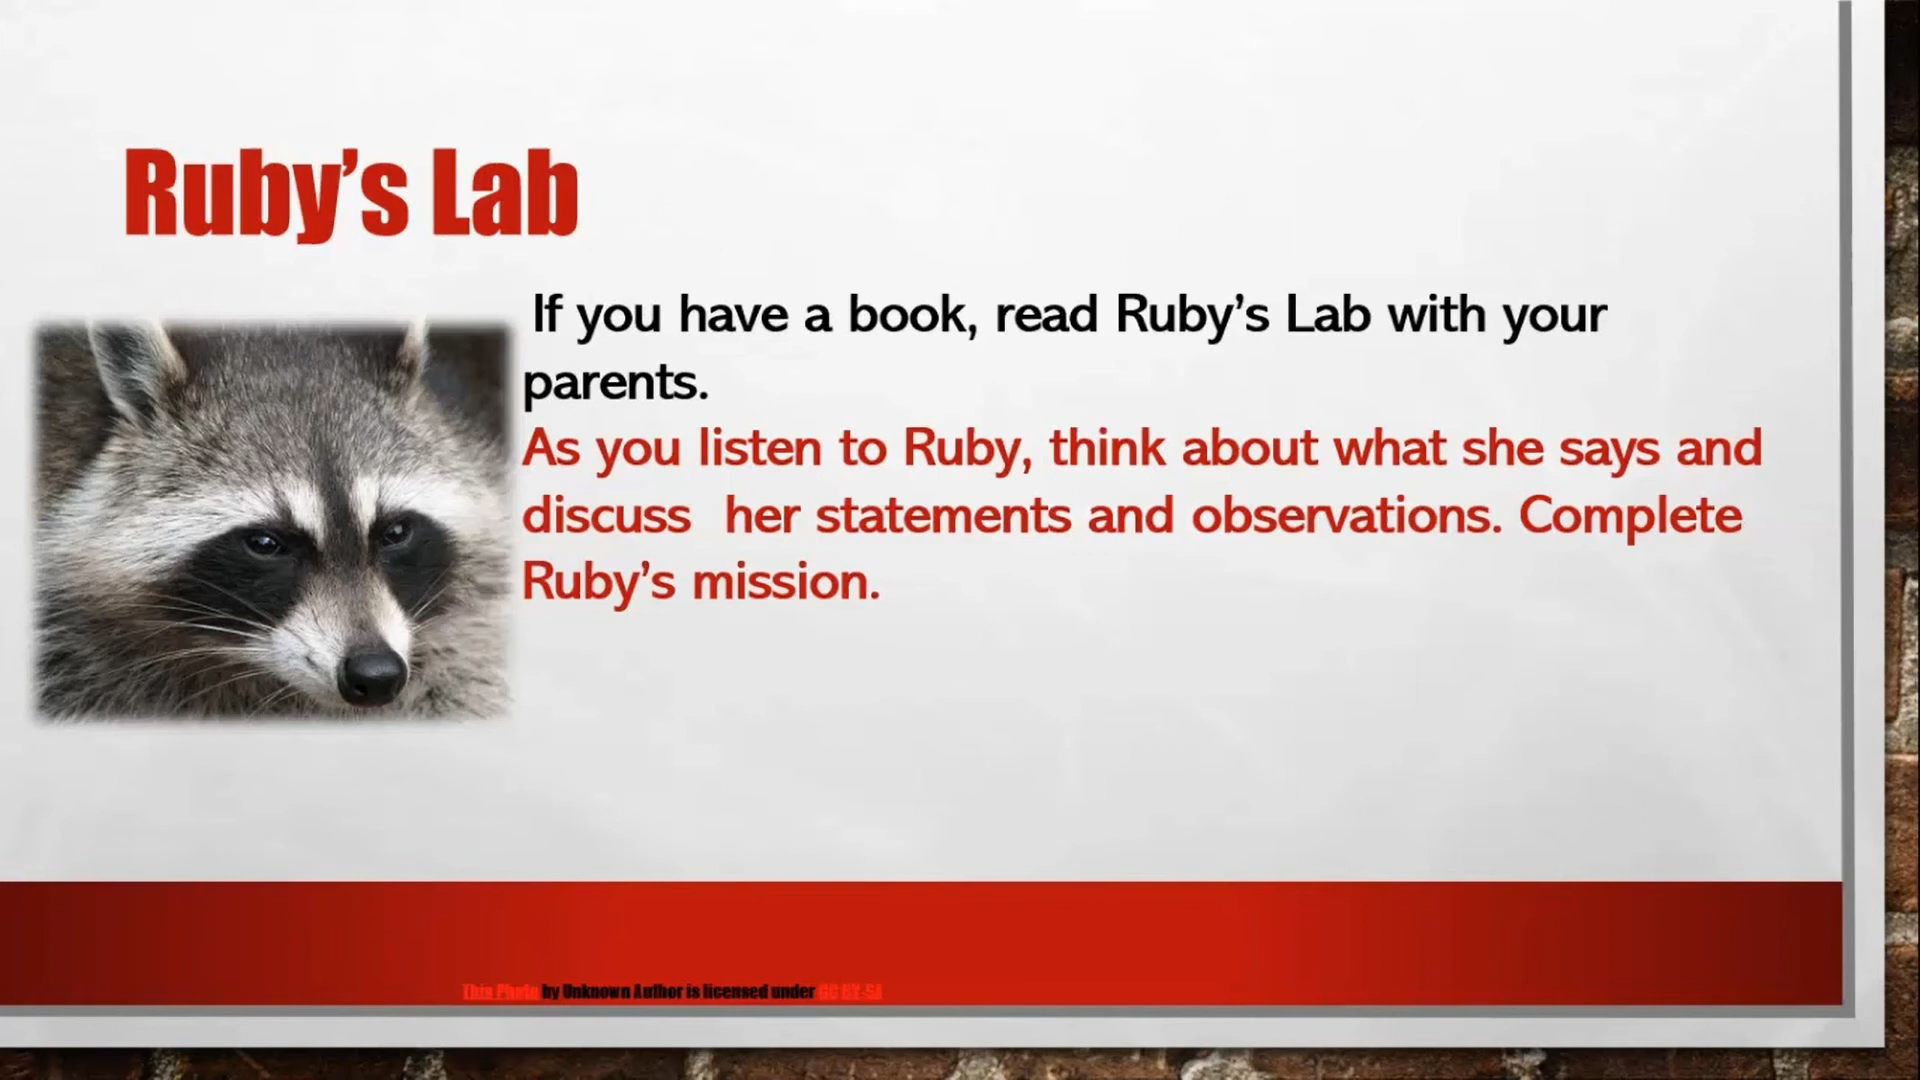 Ruby’s Lab
If you have a book, read Ruby’s Lab with your
parents.
As you listen to Ruby, think about what she says and
discuss  her statements and observations. Complete
Ruby’s mission.
This Photo by Unknown Author is licensed under CC BY-SA